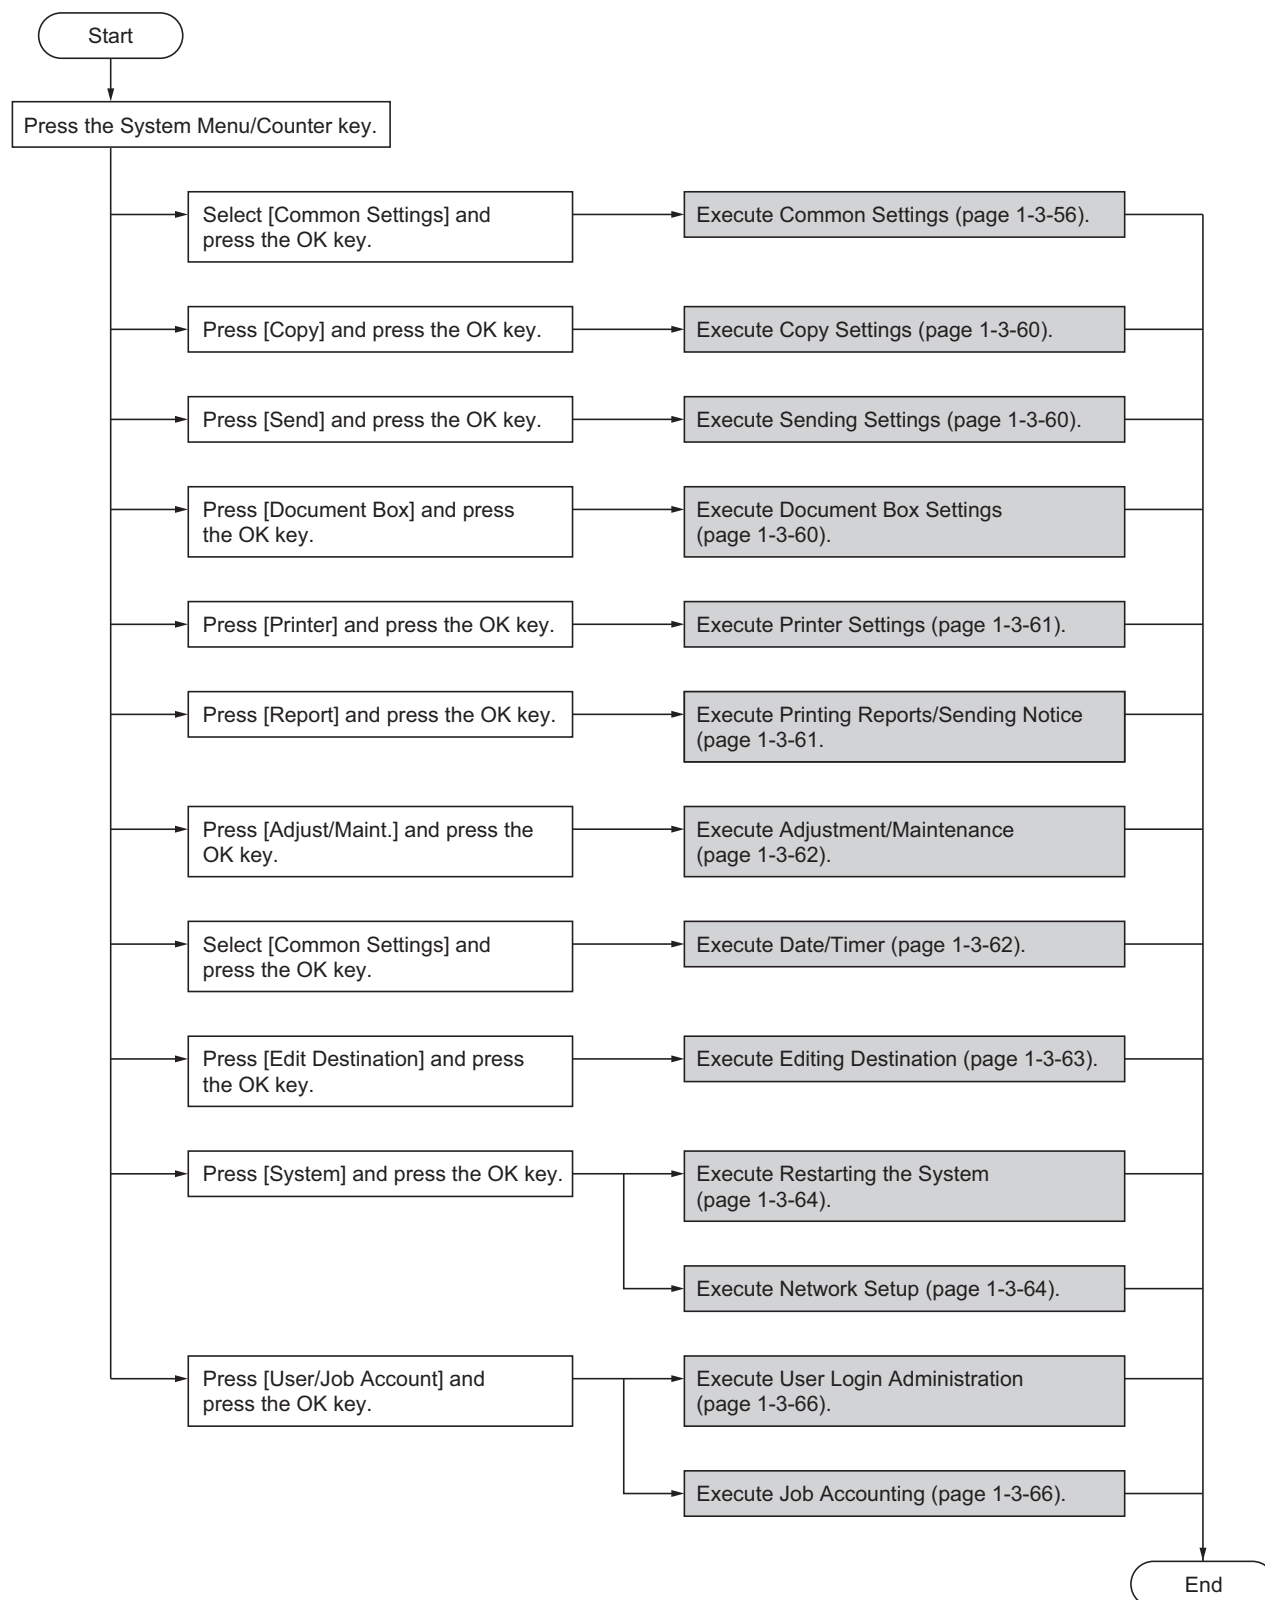 Start
Press the System Menu/Counter key.
Select [Common Settings] and
press the OK key.
Execute Common Settings (page 1-3-56).
Press [Copy] and press the OK key.
Execute Copy Settings (page 1-3-60).
Press [Send] and press the OK key.
Execute Sending Settings (page 1-3-60).
Press [Document Box] and press
the OK key.
Execute Document Box Settings
(page 1-3-60).
Press [Printer] and press the OK key.
Execute Printer Settings (page 1-3-61).
Press [Report] and press the OK key.
Execute Printing Reports/Sending Notice
(page 1-3-61.
Press [Adjust/Maint.] and press the
OK key.
Execute Adjustment/Maintenance
(page 1-3-62).
Select [Common Settings] and
press the OK key.
Execute Date/Timer (page 1-3-62).
Press [Edit Destination] and press
the OK key.
Execute Editing Destination (page 1-3-63).
Press [System] and press the OK key.
Execute Restarting the System
(page 1-3-64).
Execute Network Setup (page 1-3-64).
Press [User/Job Account] and
press the OK key.
Execute User Login Administration
(page 1-3-66).
Execute Job Accounting (page 1-3-66).
End